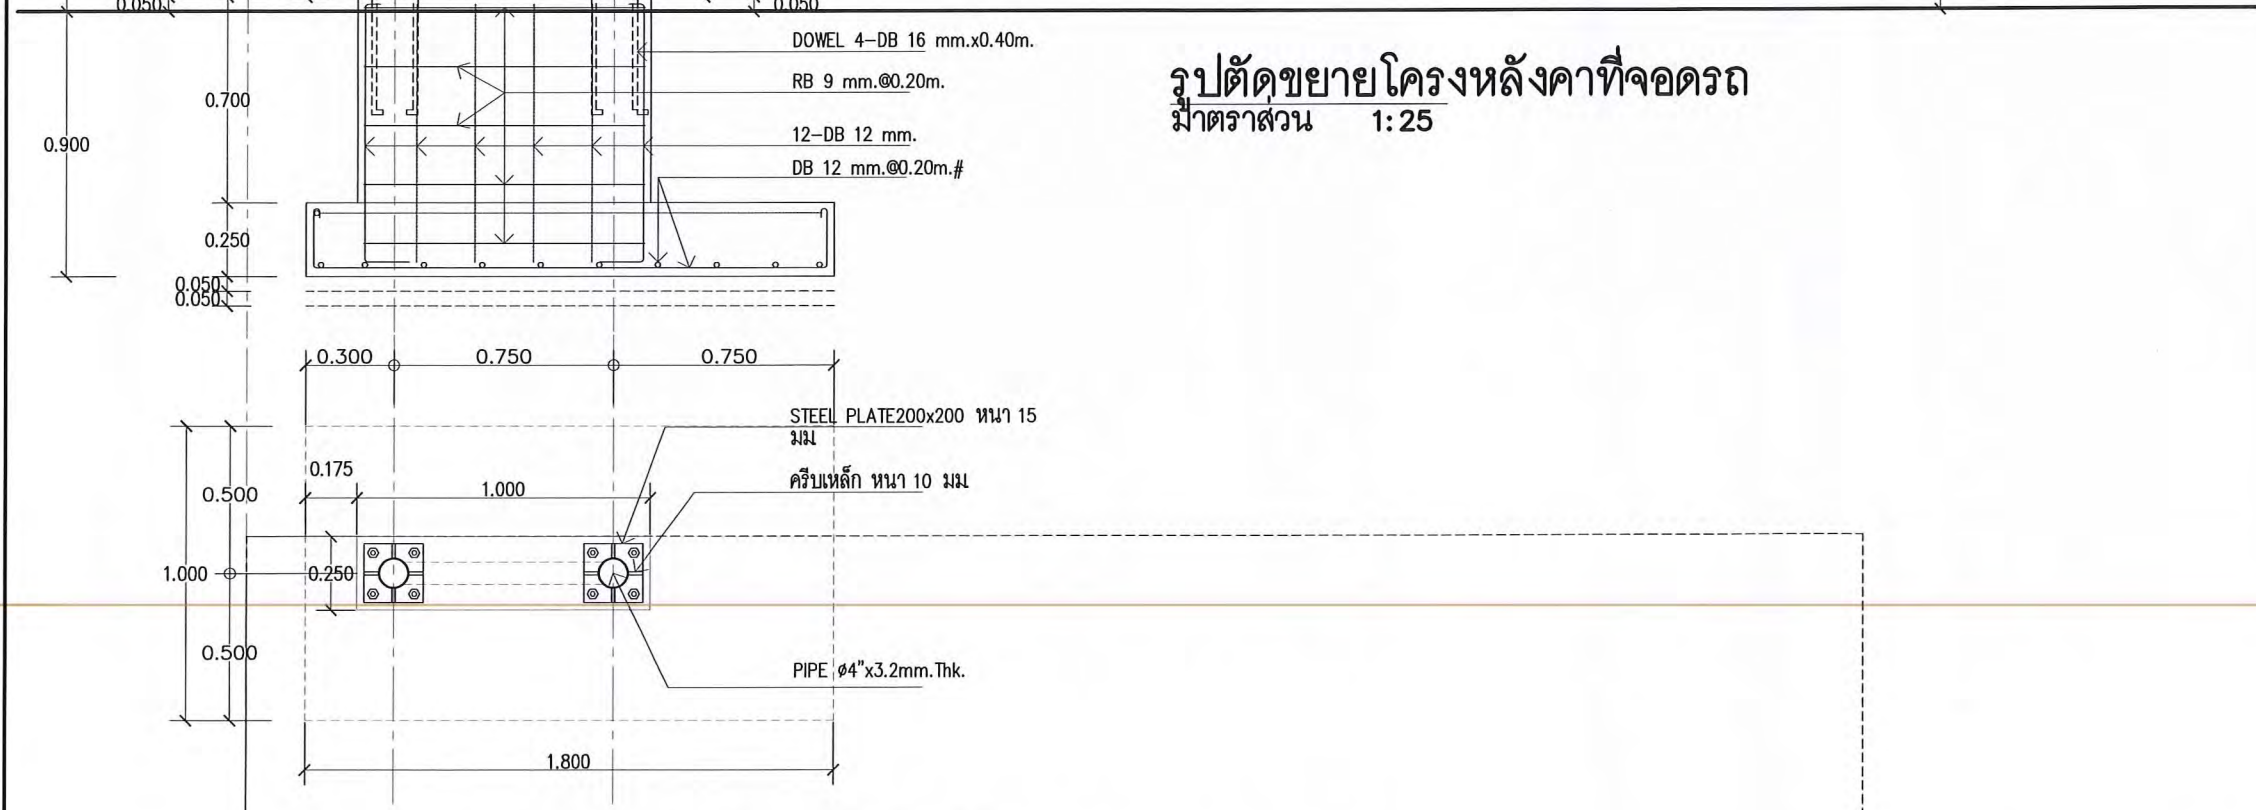 0.050
0.050
DOWEL 4-DB 16 mm.x0.40m.
RB 9 mm.@0.20m.
0.700
0.900
12-DB 12 mm.
DB 12 mm.@0.20m.#
รูปตัดขยายโครงหลังคาที่จอดรถ
มาตราส่วน 1:25
0.250
0.050
0.050
0.300 0.750 0.750
STEEL PLATE200x200 หนา 15
มม
0.175
0.500
1.000
ครีบเหล็ก หนา 10 มม
1.000
0.250
0.500
PIPE ø4"x3.2mm.Thk.
1.800